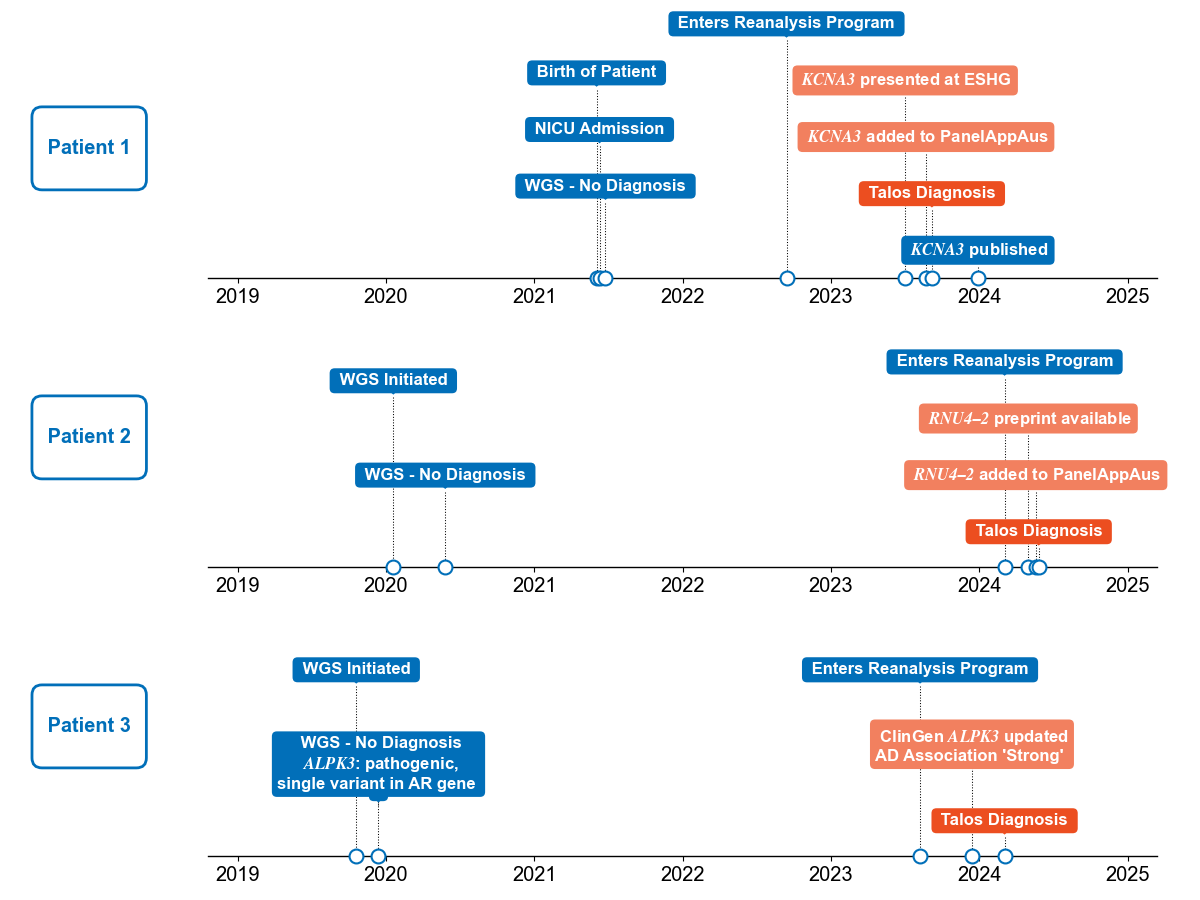 Enters Reanalysis Program
Birth of Patient
KCNA3 presented at ESHG
NICU Admission
KCNA3 added to PanelAppAus
Patient 1
WGS - No Diagnosis
Talos Diagnosis
KCNA3 published
2019 2020 2021 2022 2023 2024 2025
Enters Reanalysis Program
WGS Initiated
RNU4–2 preprint available
Patient 2
WGS - No Diagnosis
RNU4–2 added to PanelAppAus
Talos Diagnosis
2019 2020 2021 2022 2023 2024 2025
WGS Initiated
Enters Reanalysis Program
Patient 3
WGS - No Diagnosis
ALPK3: pathogenic,
single variant in AR gene
ClinGen ALPK3 updated
AD Association 'Strong'
Talos Diagnosis
2019 2020 2021 2022 2023 2024 2025